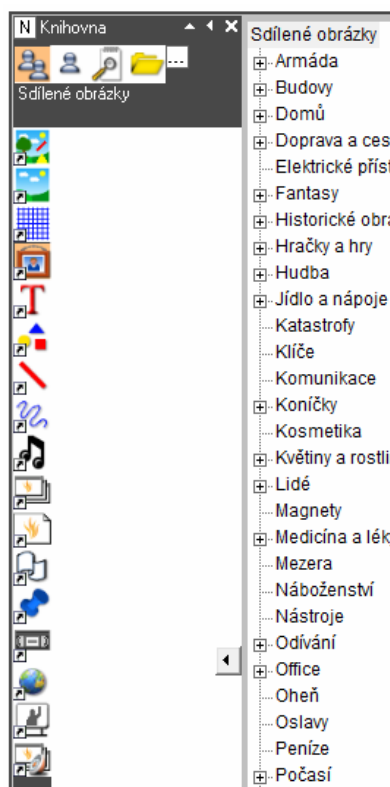 N Knihovna
...
Sdílené obrázky
Sdílené obrázky
Armáda
Budovy
Domů
Doprava a ces
Elektrické příst
Fantasy
Historické obra
Hračky a hry
Hudba
Jídlo a nápoje
Katastrofy
Klíče
Komunikace
Koníčky
Kosmetika
Květiny a rostli
Lidé
Magnety
Medicína a lék
Mezera
Náboženství
Nástroje
Odívání
Office
Oheň
Oslavy
Peníze
Počasí
T